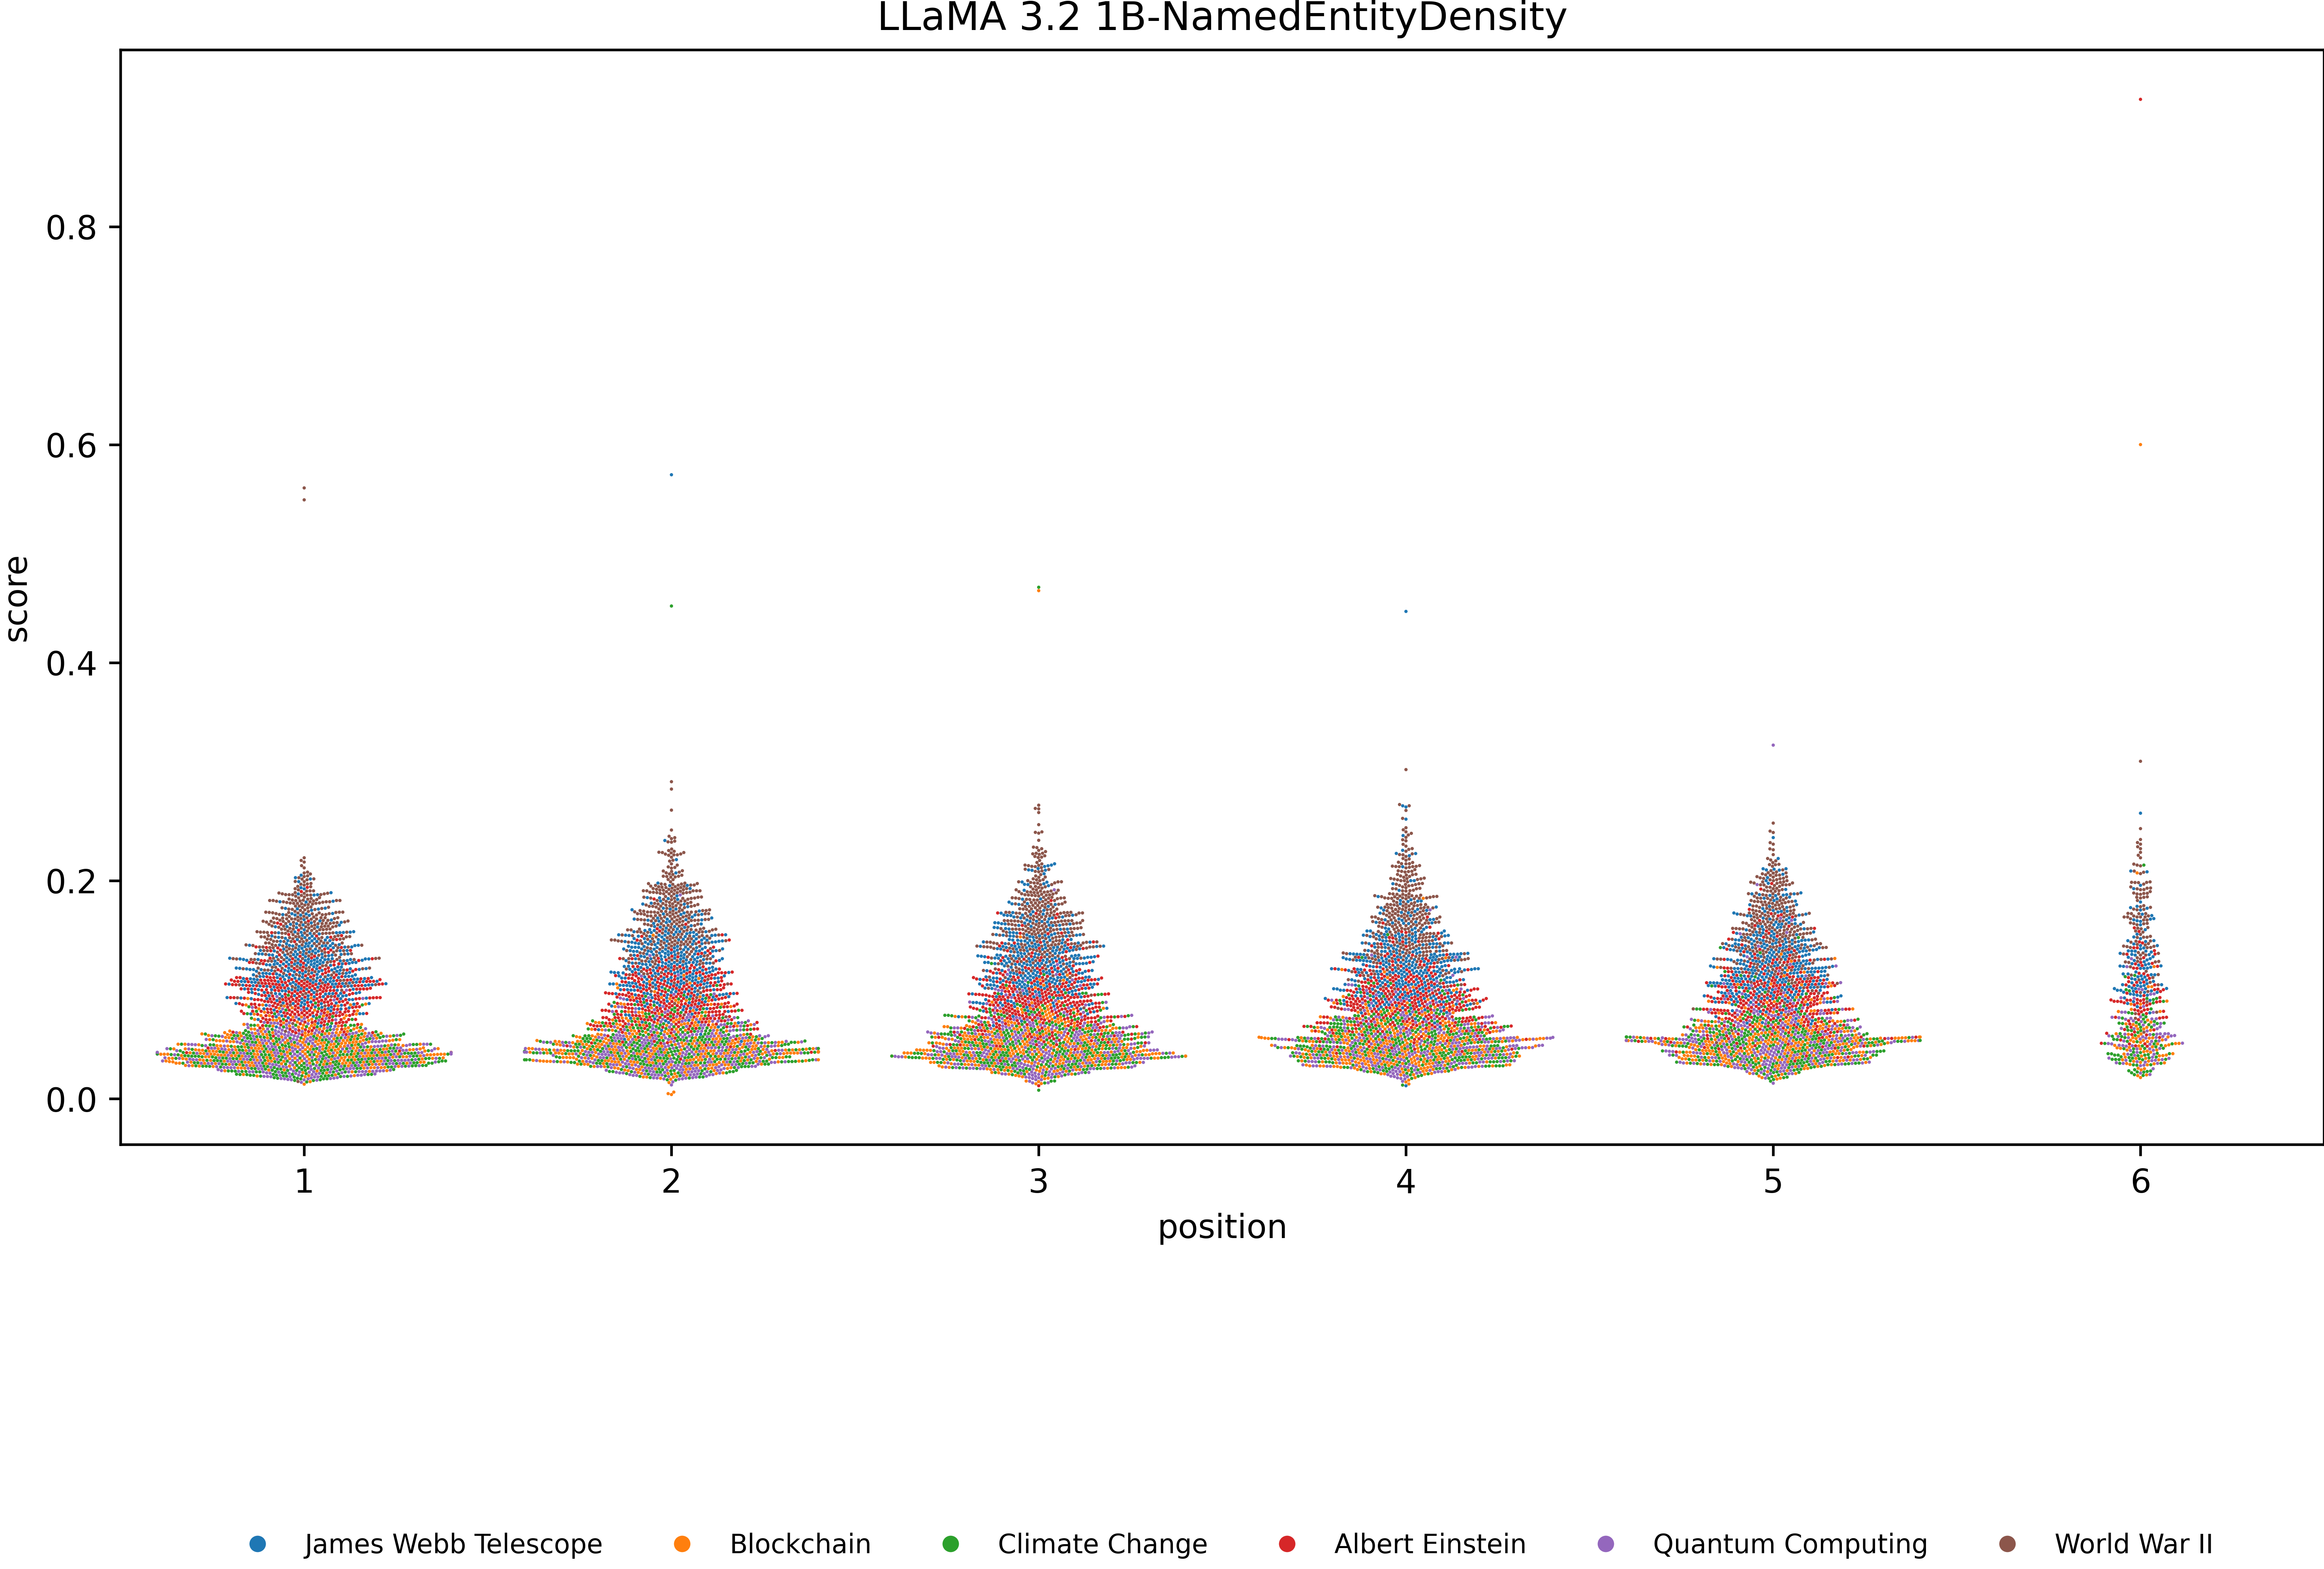 LLaMA 3.2 1B-NamedEntityDensity
score
0.8
0.6
0.4
0.2
0.0
1 2 3 4 5 6
position
James Webb Telescope Blockchain Climate Change Albert Einstein Quantum Computing World War II